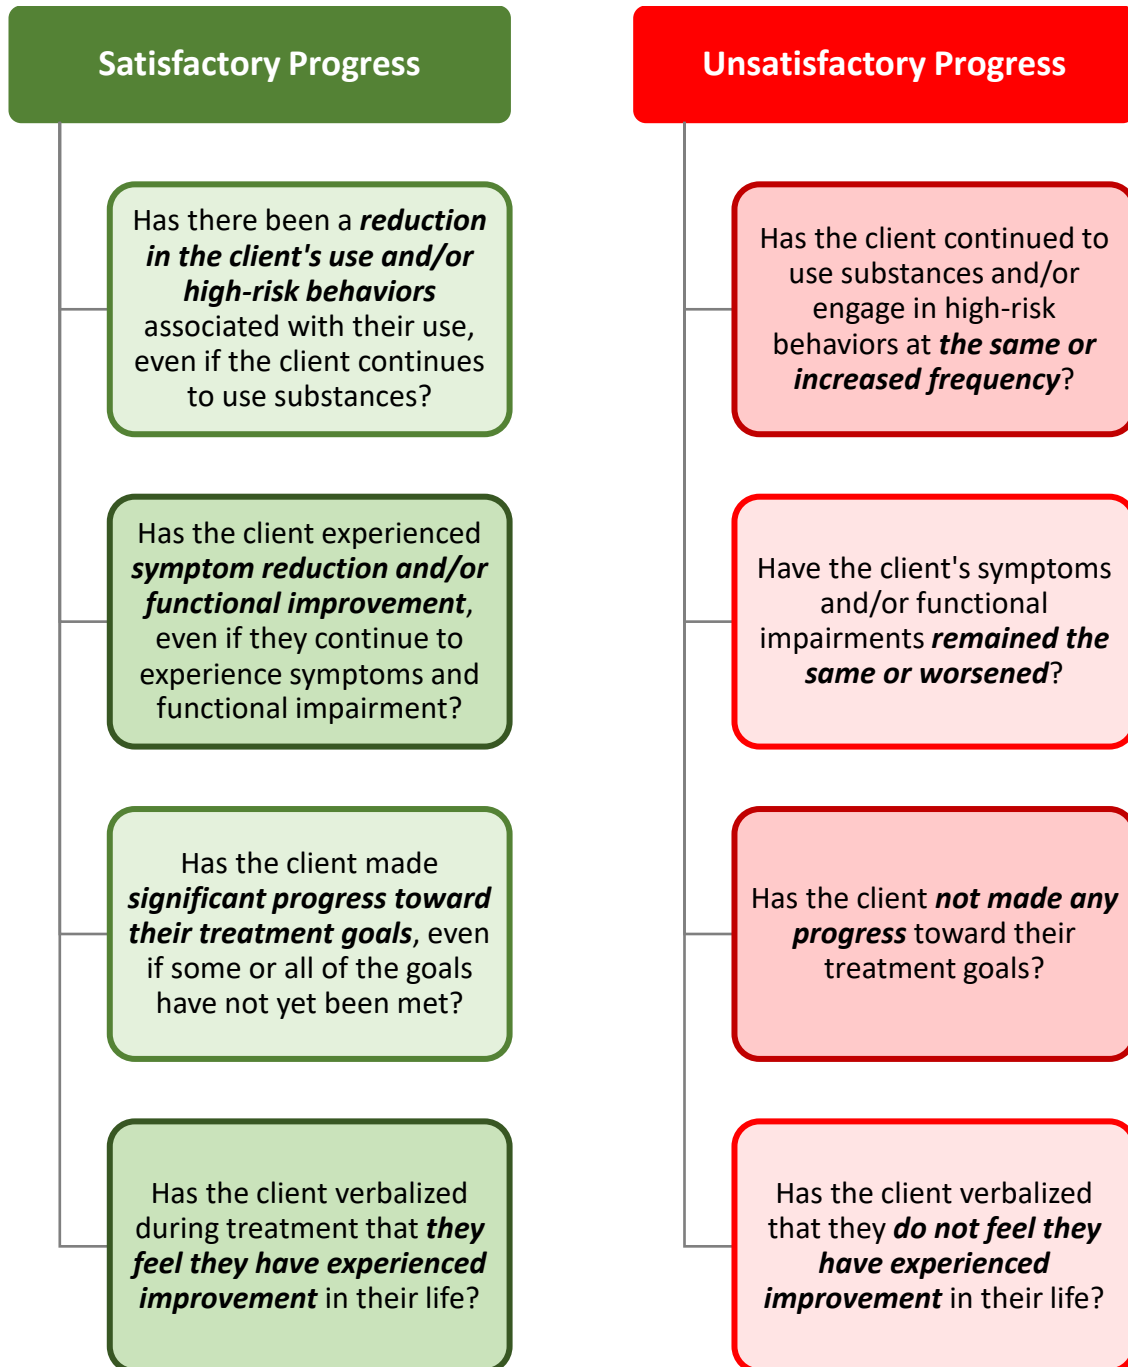 Satisfactory Progress
Has there been a reduction
in the client's use and/or
high-risk behaviors
associated with their use,
even if the client continues
to use substances?
Has the client experienced
symptom reduction and/or
functional improvement,
even if they continue to
experience symptoms and
functional impairment?
Has the client made
significant progress toward
their treatment goals, even
if some or all of the goals
have not yet been met?
Has the client verbalized
during treatment that they
feel they have experienced
improvement in their life?
Unsatisfactory Progress
Has the client continued to
use substances and/or
engage in high-risk
behaviors at the same or
increased frequency?
Have the client's symptoms
and/or functional
impairments remained the
same or worsened?
Has the client not made any
progress toward their
treatment goals?
Has the client verbalized
that they do not feel they
have experienced
improvement in their life?